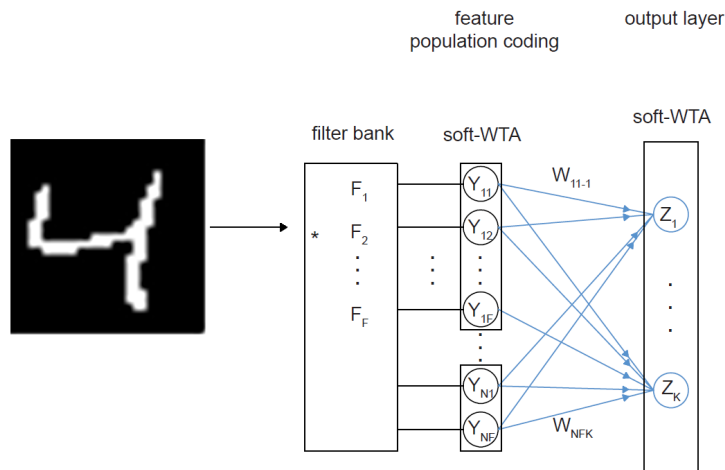 feature
population coding
output layer
filter bank
soft-WTA
soft-WTA
F1
*
F2
FF
Y11
Y12
Y1F
YN1
YNF
W11-1
WNFK
Z1
ZK